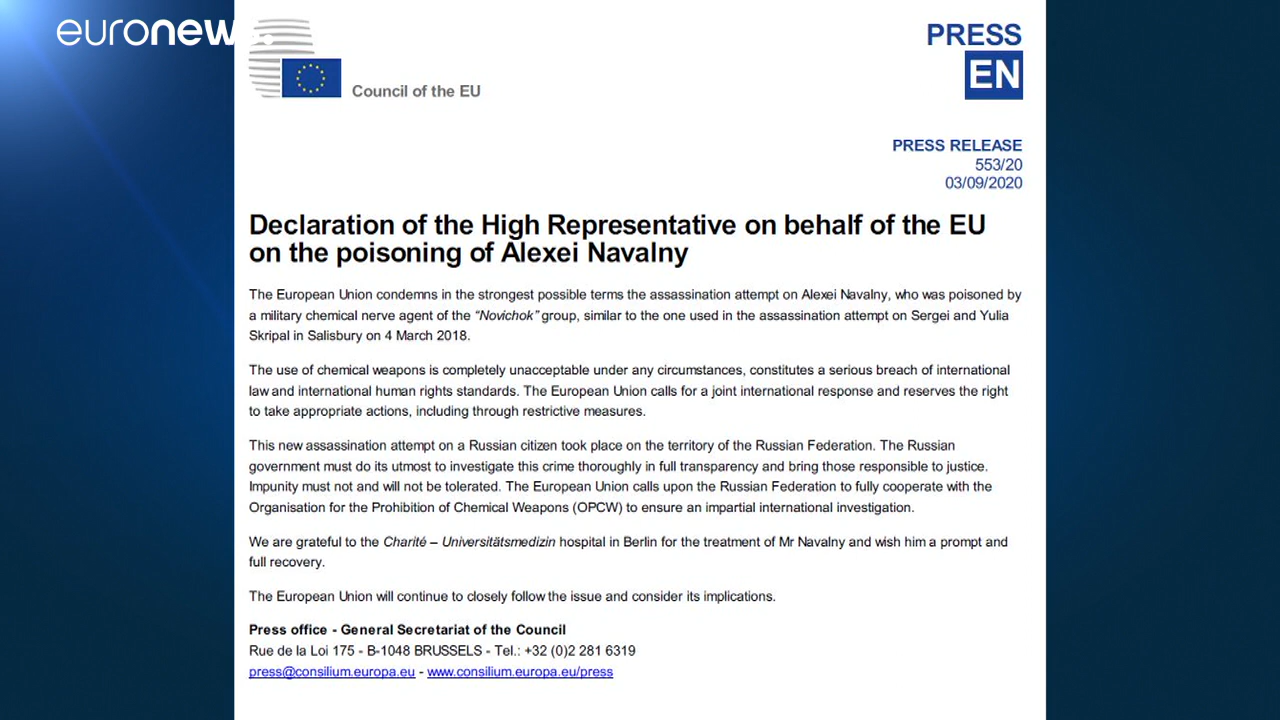 euronews.
PRESS
EN
Council of the EU
PRESS RELEASE
553/20
03/09/2020
Declaration of the High Representative on behalf of the EU
on the poisoning of Alexei Navalny
The European Union condemns in the strongest possible terms the assassination attempt on Alexei Navalny, who was poisoned by
a military chemical nerve agent of the “Novichok” group, similar to the one used in the assassination attempt on Sergei and Yulia
Skripal in Salisbury on 4 March 2018.
The use of chemical weapons is completely unacceptable under any circumstances, constitutes a serious breach of international
law and international human rights standards. The European Union calls for a joint international response and reserves the right
to take appropriate actions, including through restrictive measures.
This new assassination attempt on a Russian citizen took place on the territory of the Russian Federation. The Russian
government must do its utmost to investigate this crime thoroughly in full transparency and bring those responsible to justice.
Impunity must not and will not be tolerated. The European Union calls upon the Russian Federation to fully cooperate with the
Organisation for the Prohibition of Chemical Weapons (OPCW) to ensure an impartial international investigation.
We are grateful to the Charité – Universitätsmedizin hospital in Berlin for the treatment of Mr Navalny and wish him a prompt and
full recovery.
The European Union will continue to closely follow the issue and consider its implications.
Press office - General Secretariat of the Council
Rue de la Loi 175 - B-1048 BRUSSELS - Tel.: +32 (0)2 281 6319
press@consilium.europa.eu - www.consilium.europa.eu/press